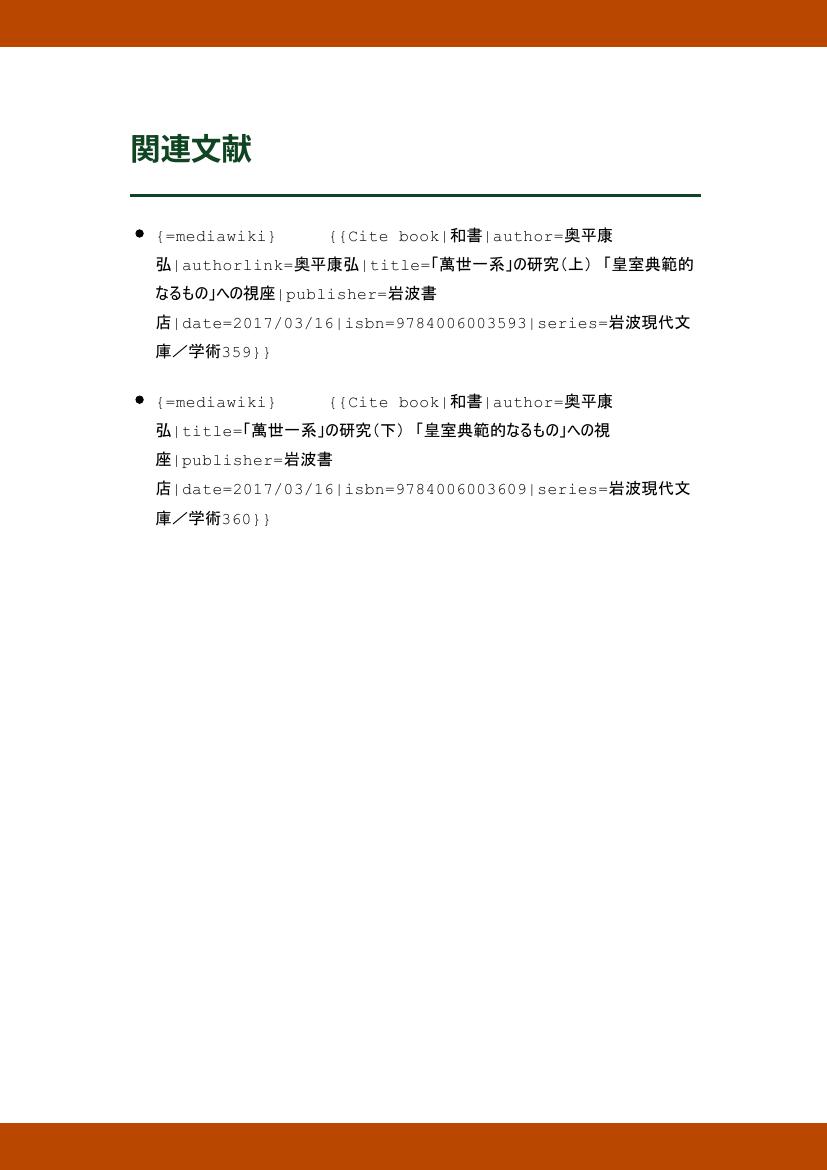 関連文献
{=mediawiki} {{Cite book|和書|author=奥平康
弘|authorlink=奥平康弘|title=「萬世一系」の研究（上） 「皇室典範的
なるもの」への視座|publisher=岩波書
店|date=2017/03/16|isbn=9784006003593|series=岩波現代文
庫／学術359}}
{=mediawiki} {{Cite book|和書|author=奥平康
弘|title=「萬世一系」の研究（下） 「皇室典範的なるもの」への視
座|publisher=岩波書
店|date=2017/03/16|isbn=9784006003609|series=岩波現代文
庫／学術360}}